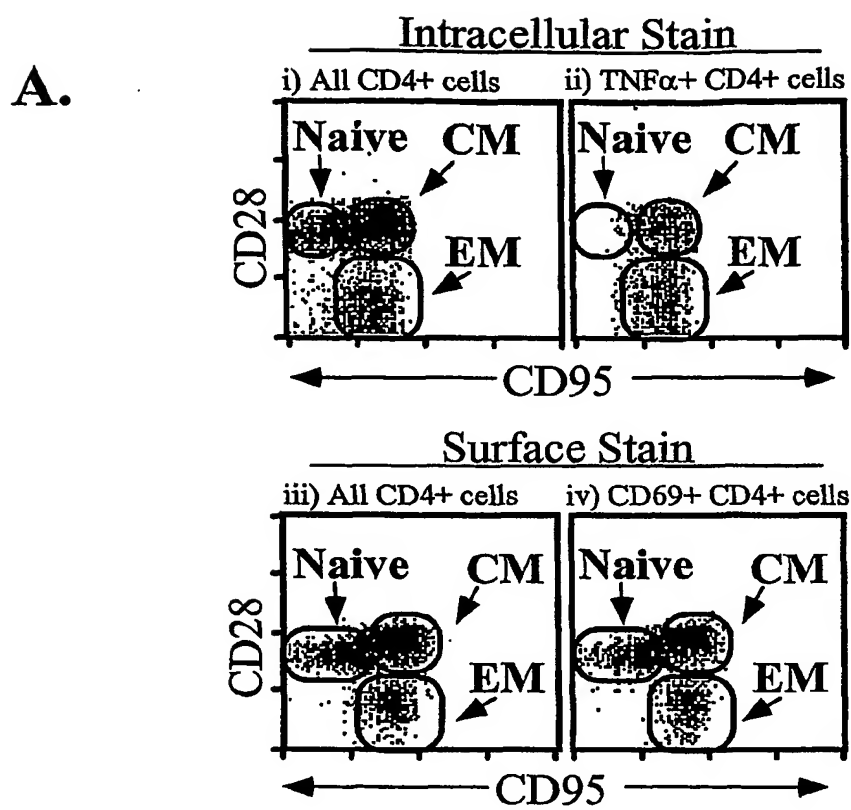 A.
Intracellular Stain
i) All CD4+ cells
ii) TNFα+ CD4+ cells
Naive
CM
EM
Naive
CM
EM
CD28
CD95
Surface Stain
iii) All CD4+ cells
iv) CD69+ CD4+ cells
Naive
CM
EM
Naive
CM
EM
CD28
CD95